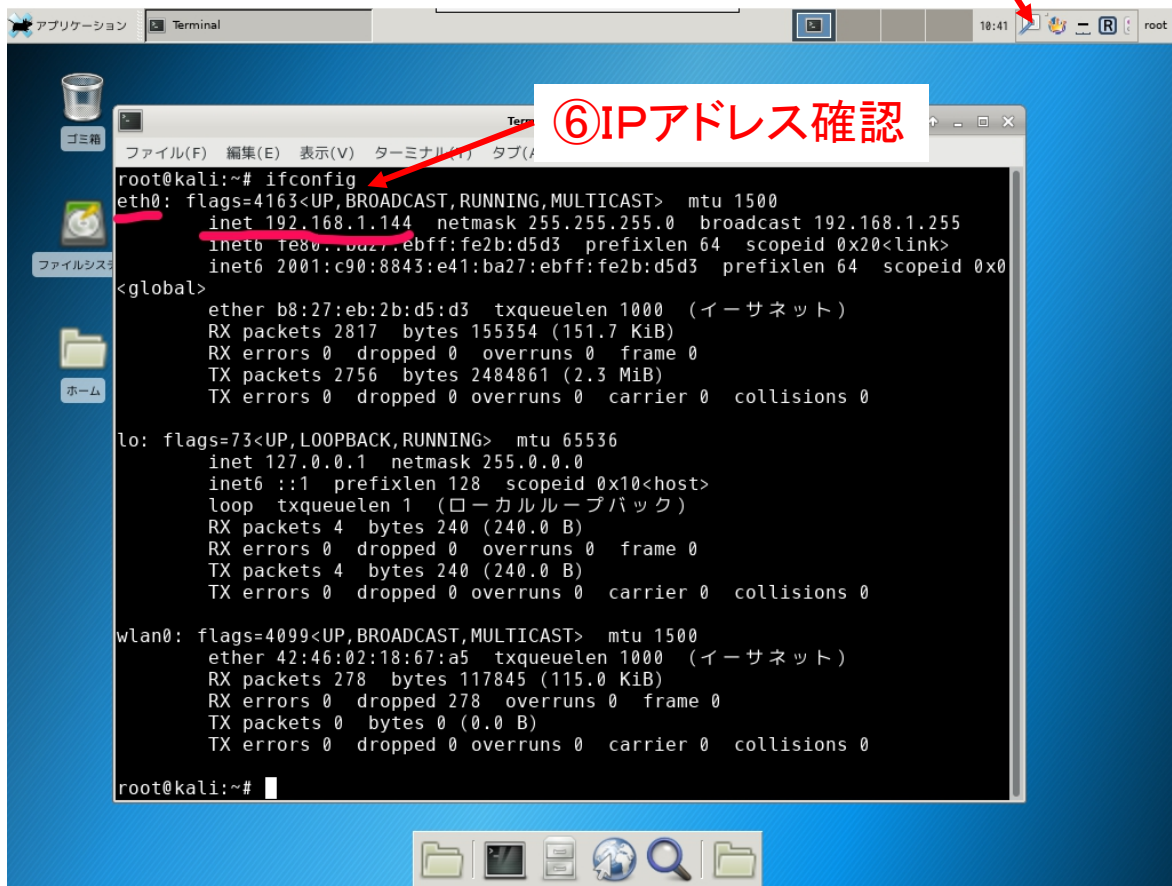 アプリケーション
Terminal
10:41
R
root
ゴミ箱
⑥IPアドレス確認
ファイル(F) 編集(E) 表示(V) ターミナル(T) タブ(A
root@kali:~# ifconfig
eth0: flags=4163<UP,BROADCAST,RUNNING,MULTICAST> mtu 1500
inet 192.168.1.144 netmask 255.255.255.0 broadcast 192.168.1.255
inet6 fe80::ba27:ebff:fe2b:d5d3 prefixlen 64 scopeid 0x20<link>
inet6 2001:c90:8843:e41:ba27:ebff:fe2b:d5d3 prefixlen 64 scopeid 0x0
<global>
ether b8:27:eb:2b:d5:d3 txqueuelen 1000 (イーサネット)
RX packets 2817 bytes 155354 (151.7 KiB)
RX errors 0 dropped 0 overruns 0 frame 0
TX packets 2756 bytes 2484861 (2.3 MiB)
TX errors 0 dropped 0 overruns 0 carrier 0 collisions 0
ファイルシステ
ホーム
lo: flags=73<UP,LOOPBACK,RUNNING> mtu 65536
inet 127.0.0.1 netmask 255.0.0.0
inet6 ::1 prefixlen 128 scopeid 0x10<host>
loop txqueuelen 1 (ローカルループバック)
RX packets 4 bytes 240 (240.0 B)
RX errors 0 dropped 0 overruns 0 frame 0
TX packets 4 bytes 240 (240.0 B)
TX errors 0 dropped 0 overruns 0 carrier 0 collisions 0
wlan0: flags=4099<UP,BROADCAST,MULTICAST> mtu 1500
ether 42:46:02:18:67:a5 txqueuelen 1000 (イーサネット)
RX packets 278 bytes 117845 (115.0 KiB)
RX errors 0 dropped 278 overruns 0 frame 0
TX packets 0 bytes 0 (0.0 B)
TX errors 0 dropped 0 overruns 0 carrier 0 collisions 0
root@kali:~#